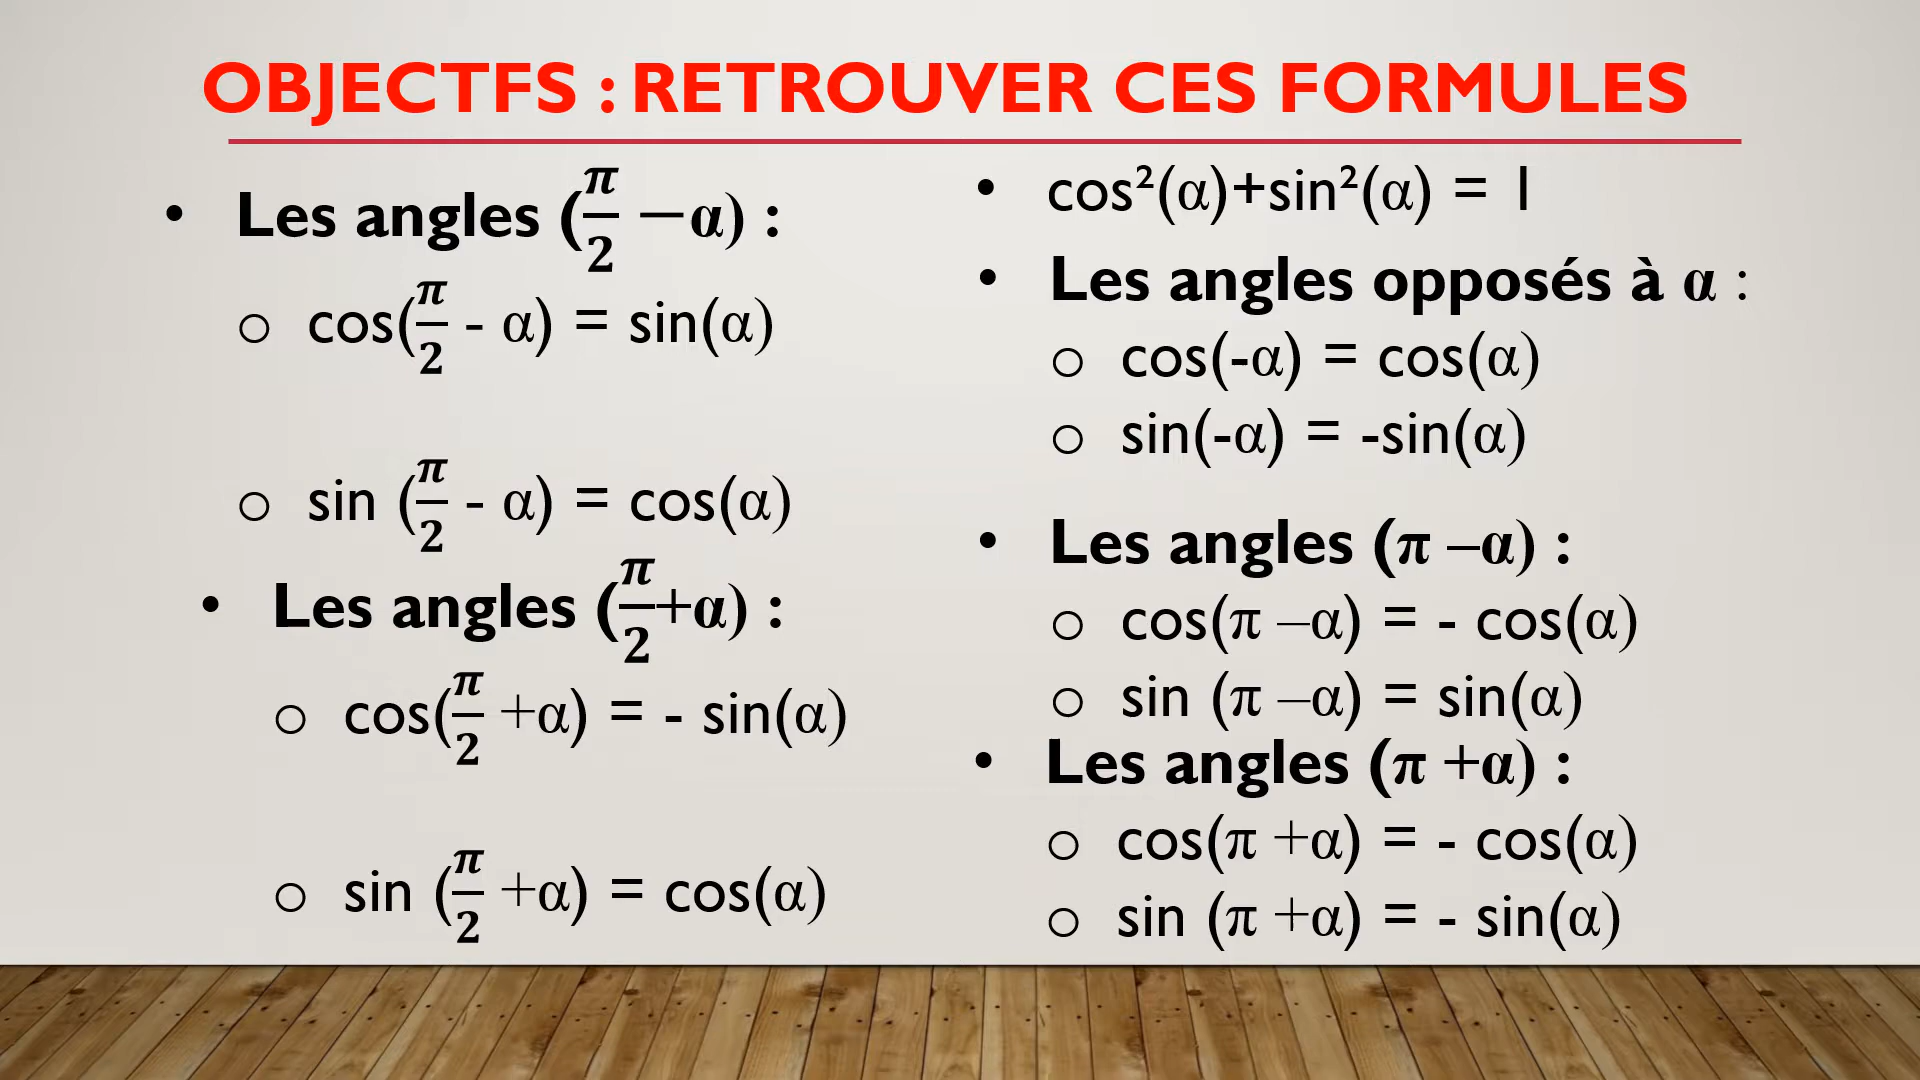 OBJECTFS : RETROUVER CES FORMULES
• Les angles (π/2 −α) :
o cos(π/2 - α) = sin(α)
o sin (π/2 - α) = cos(α)
• Les angles (π/2+α) :
o cos(π/2 +α) = - sin(α)
o sin (π/2 +α) = cos(α)
• cos²(α)+sin²(α) = 1
• Les angles opposés à α :
o cos(-α) = cos(α)
o sin(-α) = -sin(α)
• Les angles (π –α) :
o cos(π –α) = - cos(α)
o sin (π –α) = sin(α)
• Les angles (π +α) :
o cos(π +α) = - cos(α)
o sin (π +α) = - sin(α)